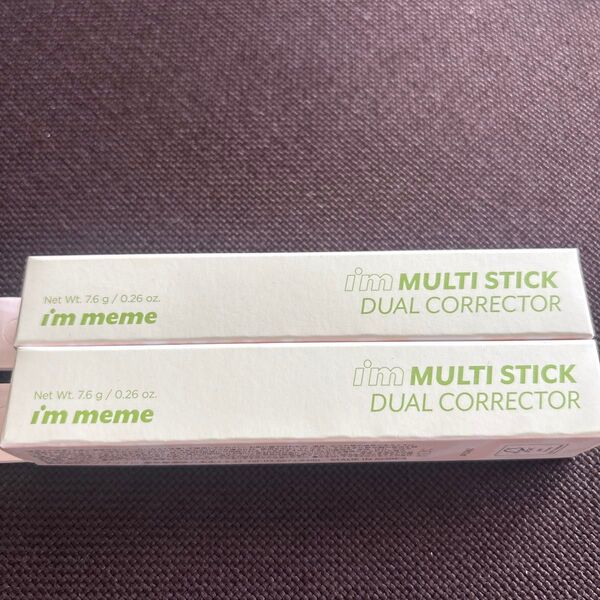 i'm MULTI STICK
DUAL CORRECTOR
Net Wt. 7.6 g / 0.26 oz.
i'm meme
i'm MULTI STICK
DUAL CORRECTOR
Net Wt. 7.6 g / 0.26 oz.
i'm meme